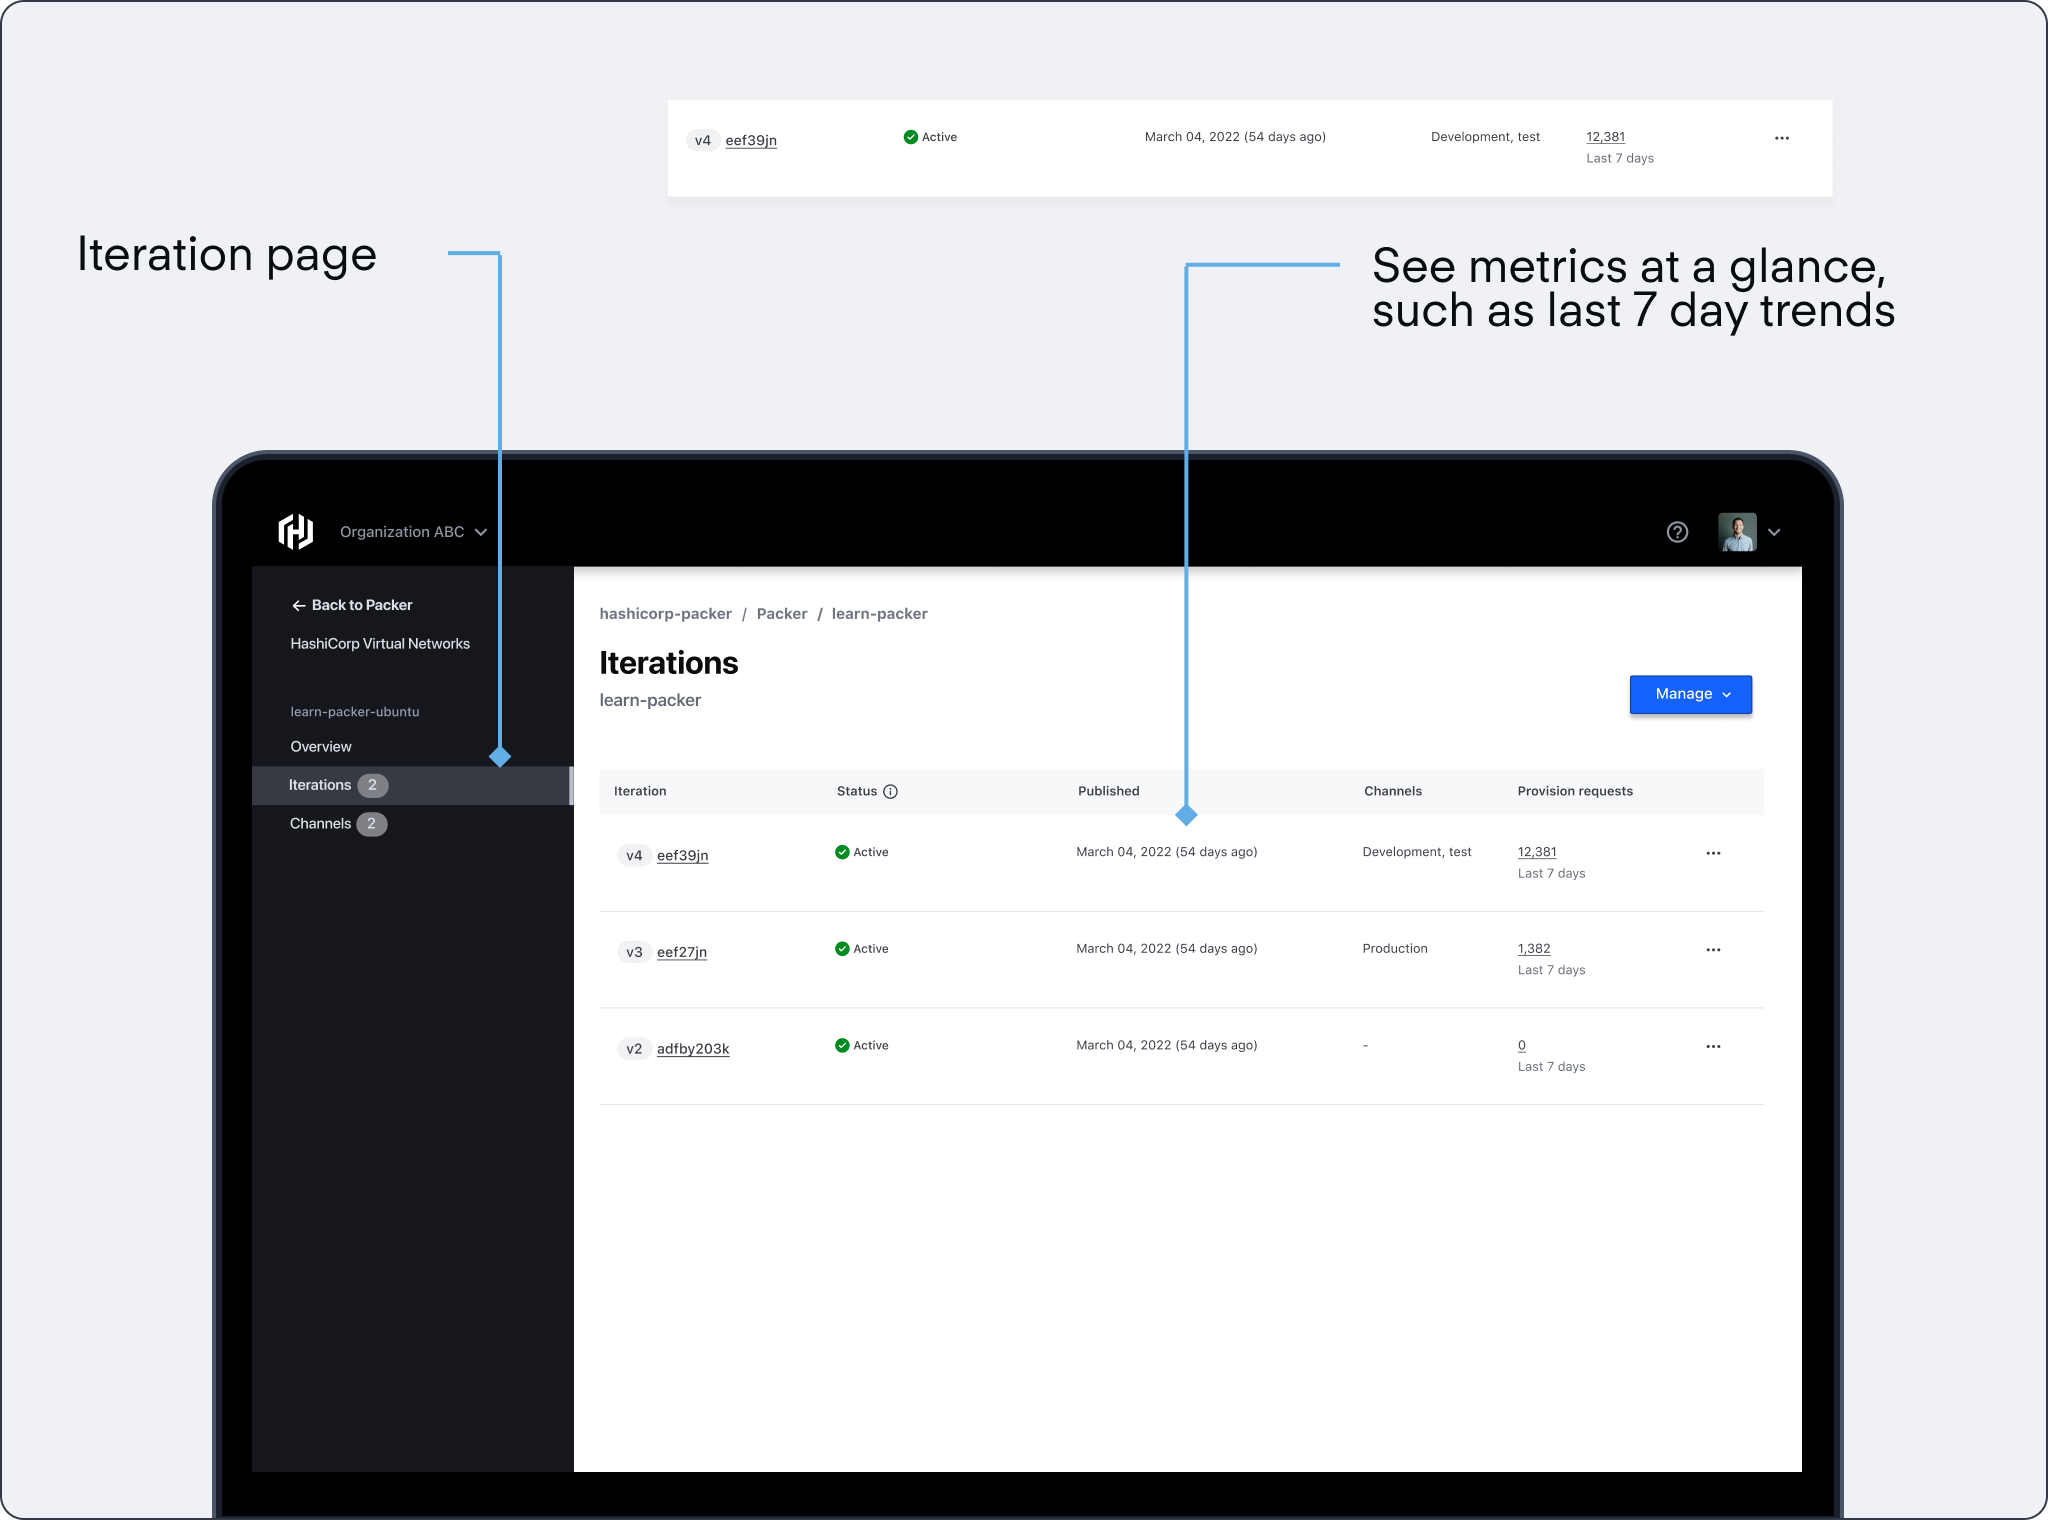 v4 eef39jn Active March 04, 2022 (54 days ago) Development, test 12,381
Last 7 days
Iteration page
See metrics at a glance,
such as last 7 day trends
Organization ABC
Back to Packer
HashiCorp Virtual Networks
learn-packer-ubuntu
Overview
Iterations 2
Channels 2
hashicorp-packer / Packer / learn-packer
Iterations
learn-packer
Manage
Iteration Status Published Channels Provision requests
v4 eef39jn Active March 04, 2022 (54 days ago) Development, test 12,381
Last 7 days
v3 eef27jn Active March 04, 2022 (54 days ago) Production 1,382
Last 7 days
v2 adfby203k Active March 04, 2022 (54 days ago) - 0
Last 7 days